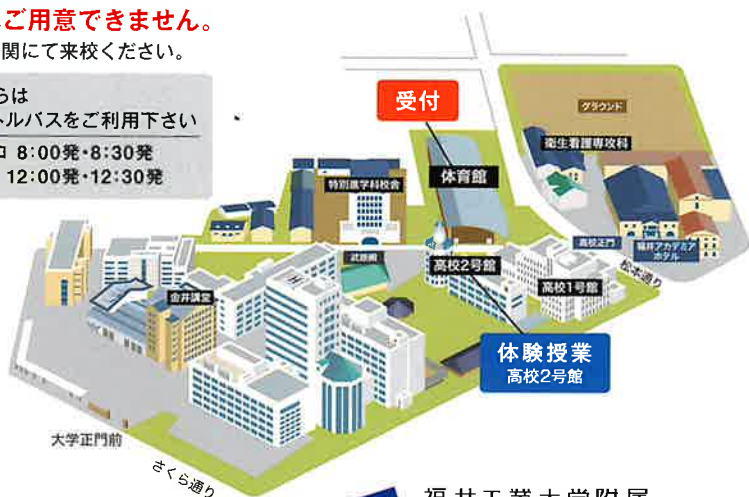 ご用意できません。
関にて来校ください。
らは
トルバスをご利用下さい
口 8:00発・8:30発
12:00発・12:30発
受付
グラウンド
衛生看護専攻科
特別進学科校舎
体育館
高校正門
福井アカデミア
ホテル
松本通り
武道館
高校2号館
高校1号館
金井講堂
体験授業
高校2号館
大学正門前
さくら通り
福井工業大学附属